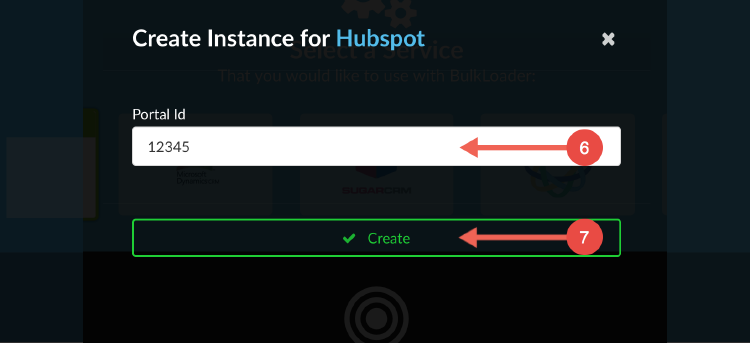 Create Instance for Hubspot
Select a Service
That you would like to use with BulkLoader:
Portal Id
12345
6
SUGARCRM
Create
7